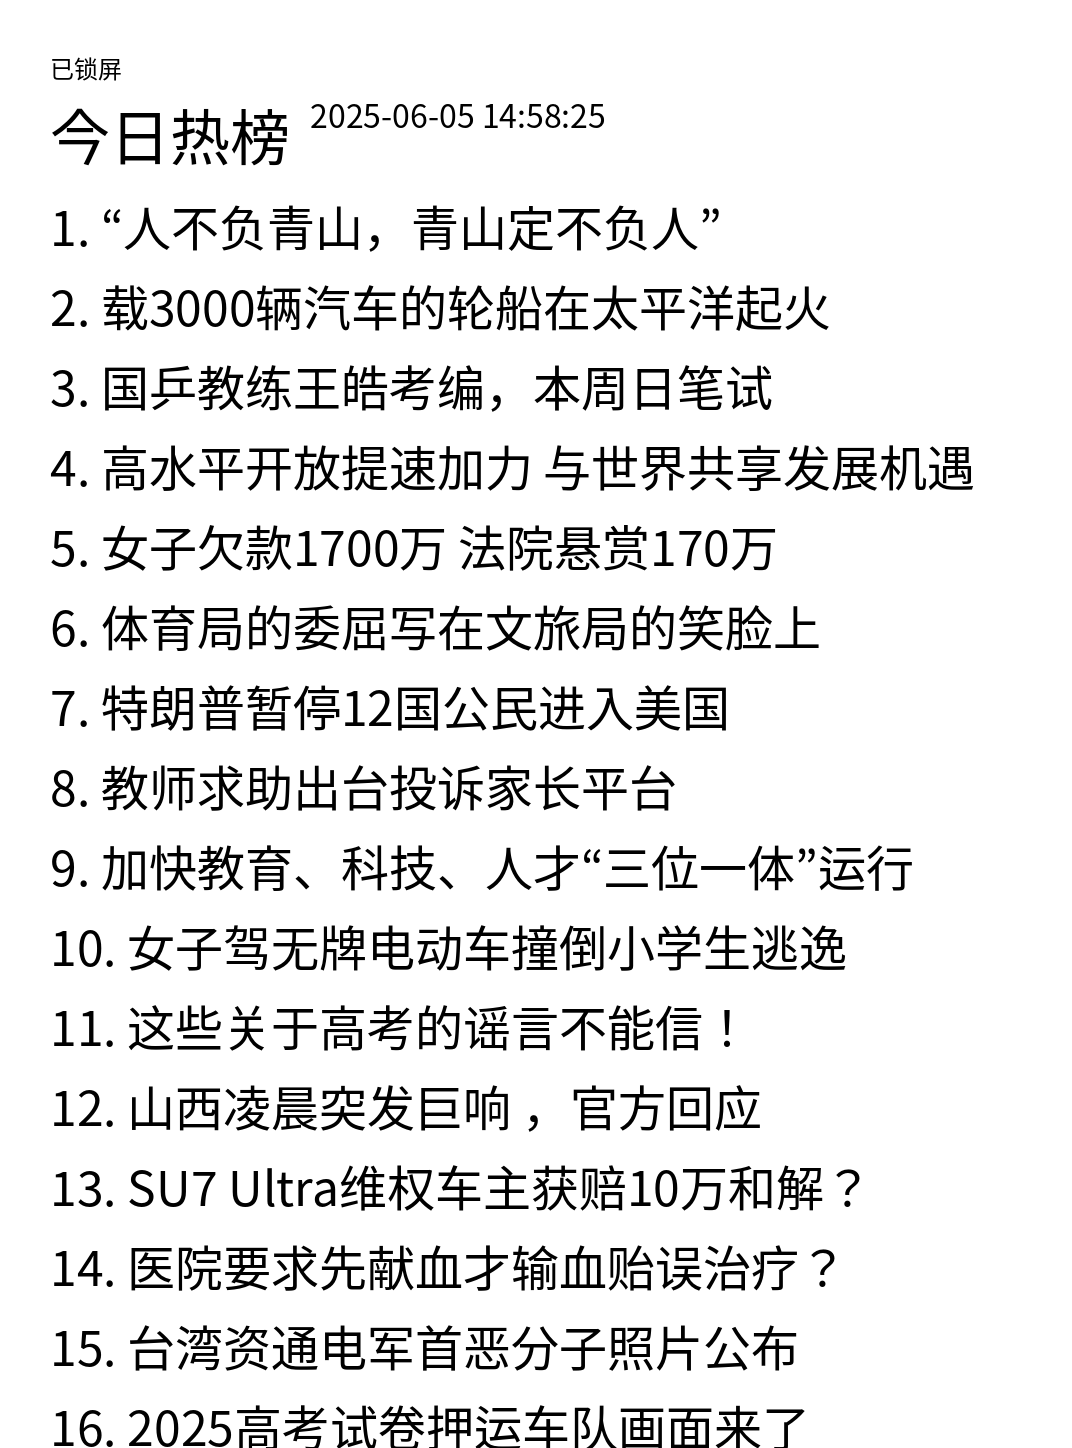 已锁屏
今日热榜 2025-06-05 14:58:25
1. “人不负青山，青山定不负人”
2. 载3000辆汽车的轮船在太平洋起火
3. 国乒教练王皓考编，本周日笔试
4. 高水平开放提速加力 与世界共享发展机遇
5. 女子欠款1700万 法院悬赏170万
6. 体育局的委屈写在文旅局的笑脸上
7. 特朗普暂停12国公民进入美国
8. 教师求助出台投诉家长平台
9. 加快教育、科技、人才“三位一体”运行
10. 女子驾无牌电动车撞倒小学生逃逸
11. 这些关于高考的谣言不能信！
12. 山西凌晨突发巨响 ，官方回应
13. SU7 Ultra维权车主获赔10万和解？
14. 医院要求先献血才输血贻误治疗？
15. 台湾资通电军首恶分子照片公布
16. 2025高考试卷押运车队画面来了